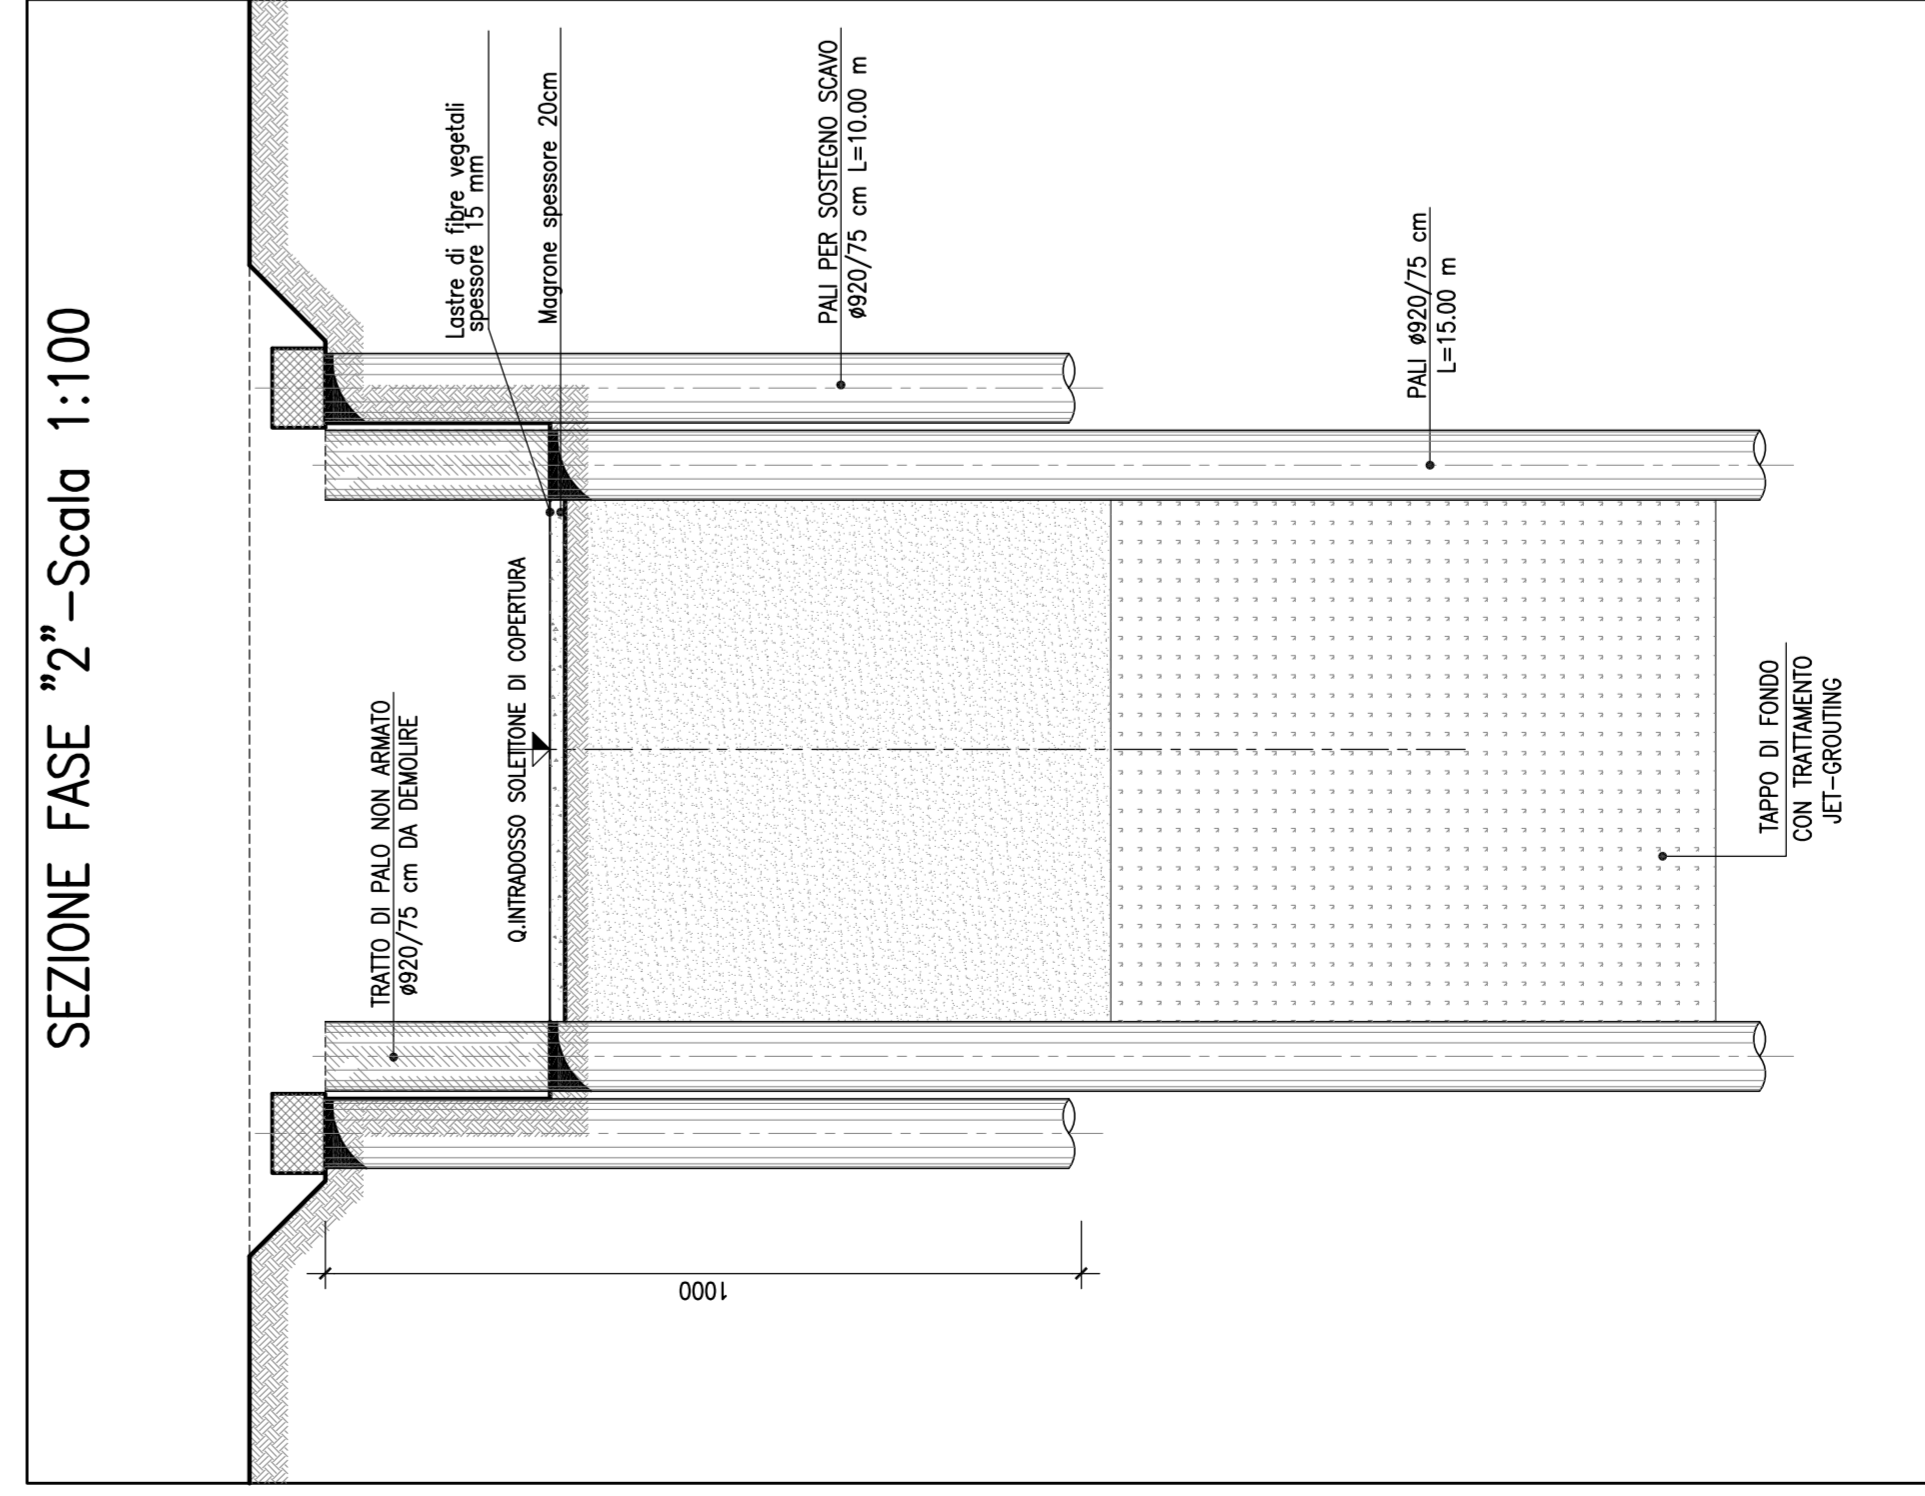 SEZIONE FASE "2"-Scala 1:100
TRATTO DI PALO NON ARMATO
ø920/75 cm DA DEMOLIRE
Lastre di fibre vegetali
spessore 15 mm
Q.INTRADOSSO SOLETTONE DI COPERTURA
Magrone spessore 20cm
1000
PALI PER SOSTEGNO SCAVO
ø920/75 cm L=10.00 m
PALI ø920/75 cm
L=15.00 m
TAPPO DI FONDO
CON TRATTAMENTO
JET-GROUTING